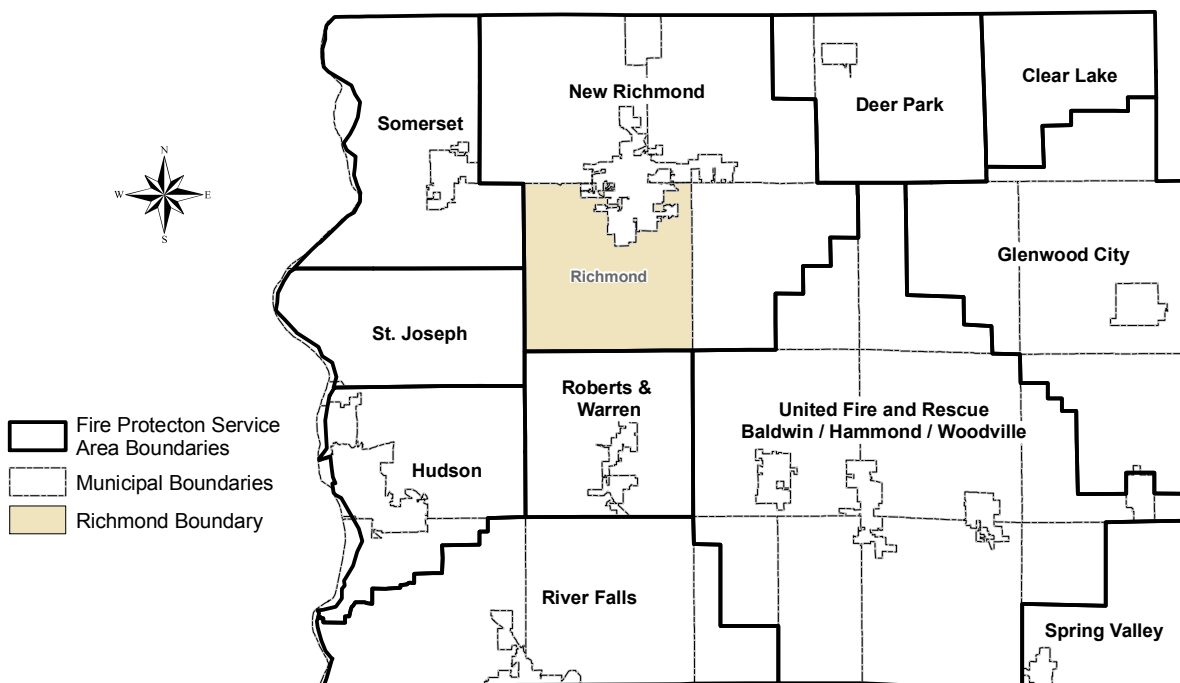 New Richmond
Clear Lake
Deer Park
Somerset
N
W E
S
Glenwood City
Richmond
St. Joseph
Roberts &
Warren
United Fire and Rescue
Baldwin / Hammond / Woodville
Fire Protecton Service
Area Boundaries
Hudson
Municipal Boundaries
Richmond Boundary
River Falls
Spring Valley